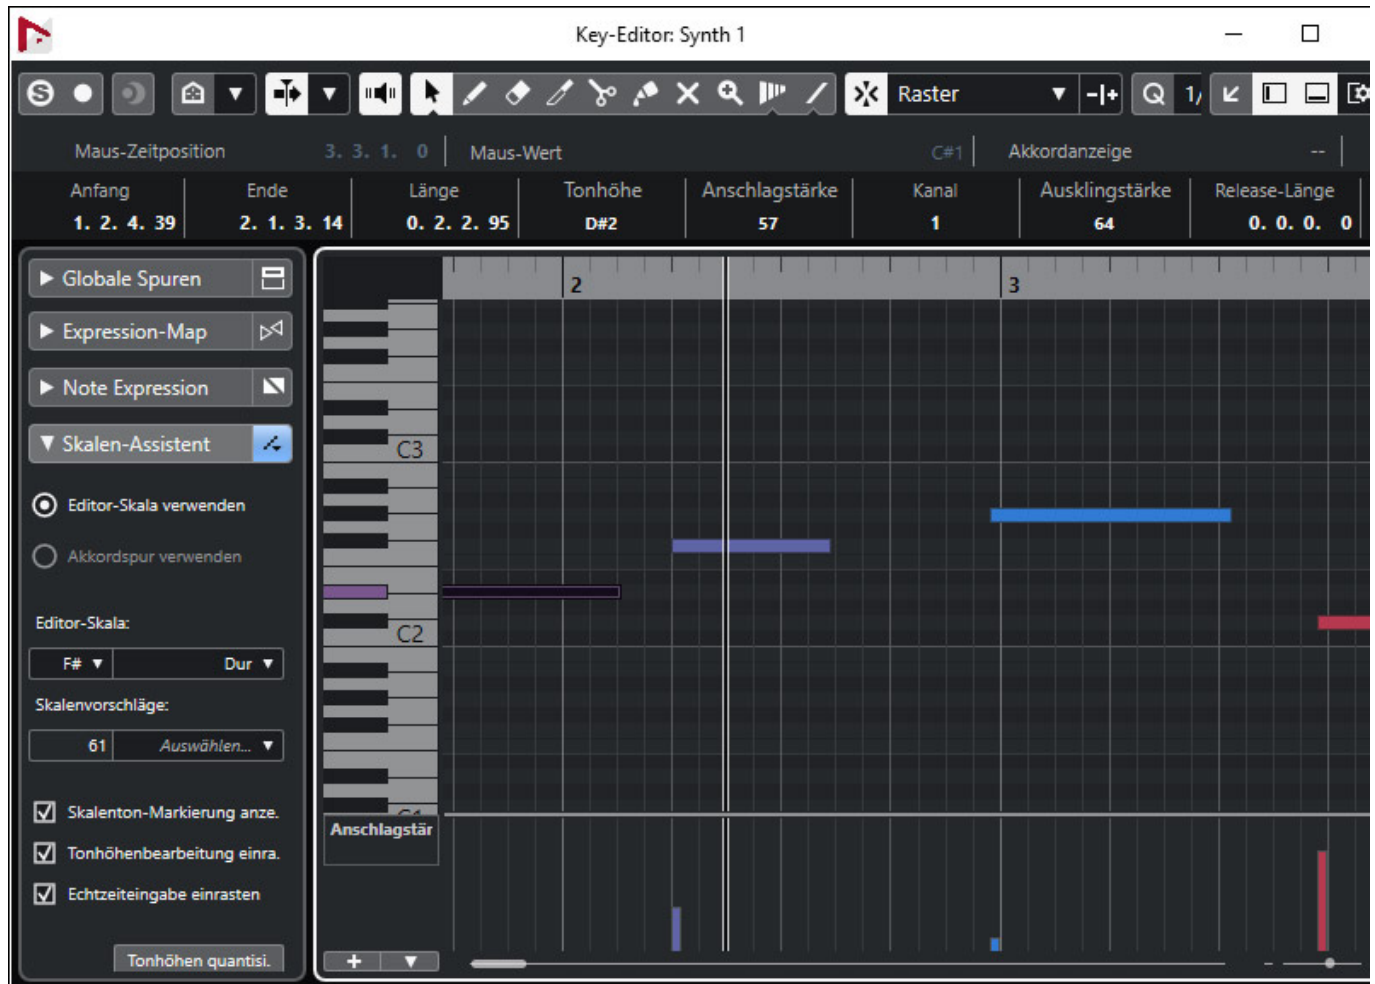 Key-Editor: Synth 1
Raster
1/
Maus-Zeitposition 3. 3. 1. 0 Maus-Wert C#1 Akkordanzeige --
Anfang Ende Länge Tonhöhe Anschlagstärke Kanal Ausklingstärke Release-Länge
1. 2. 4. 39 2. 1. 3. 14 0. 2. 2. 95 D#2 57 1 64 0. 0. 0. 0
Globale Spuren
Expression-Map
Note Expression
Skalen-Assistent
Editor-Skala verwenden
Akkordspur verwenden
Editor-Skala:
F# Dur
Skalenvorschläge:
61 Auswählen...
Skalenton-Markierung anze.
Tonhöhenbearbeitung einra.
Echtzeiteingabe einrasten
Tonhöhen quantisi.
2 3
C3
C2
C1
Anschlagstär